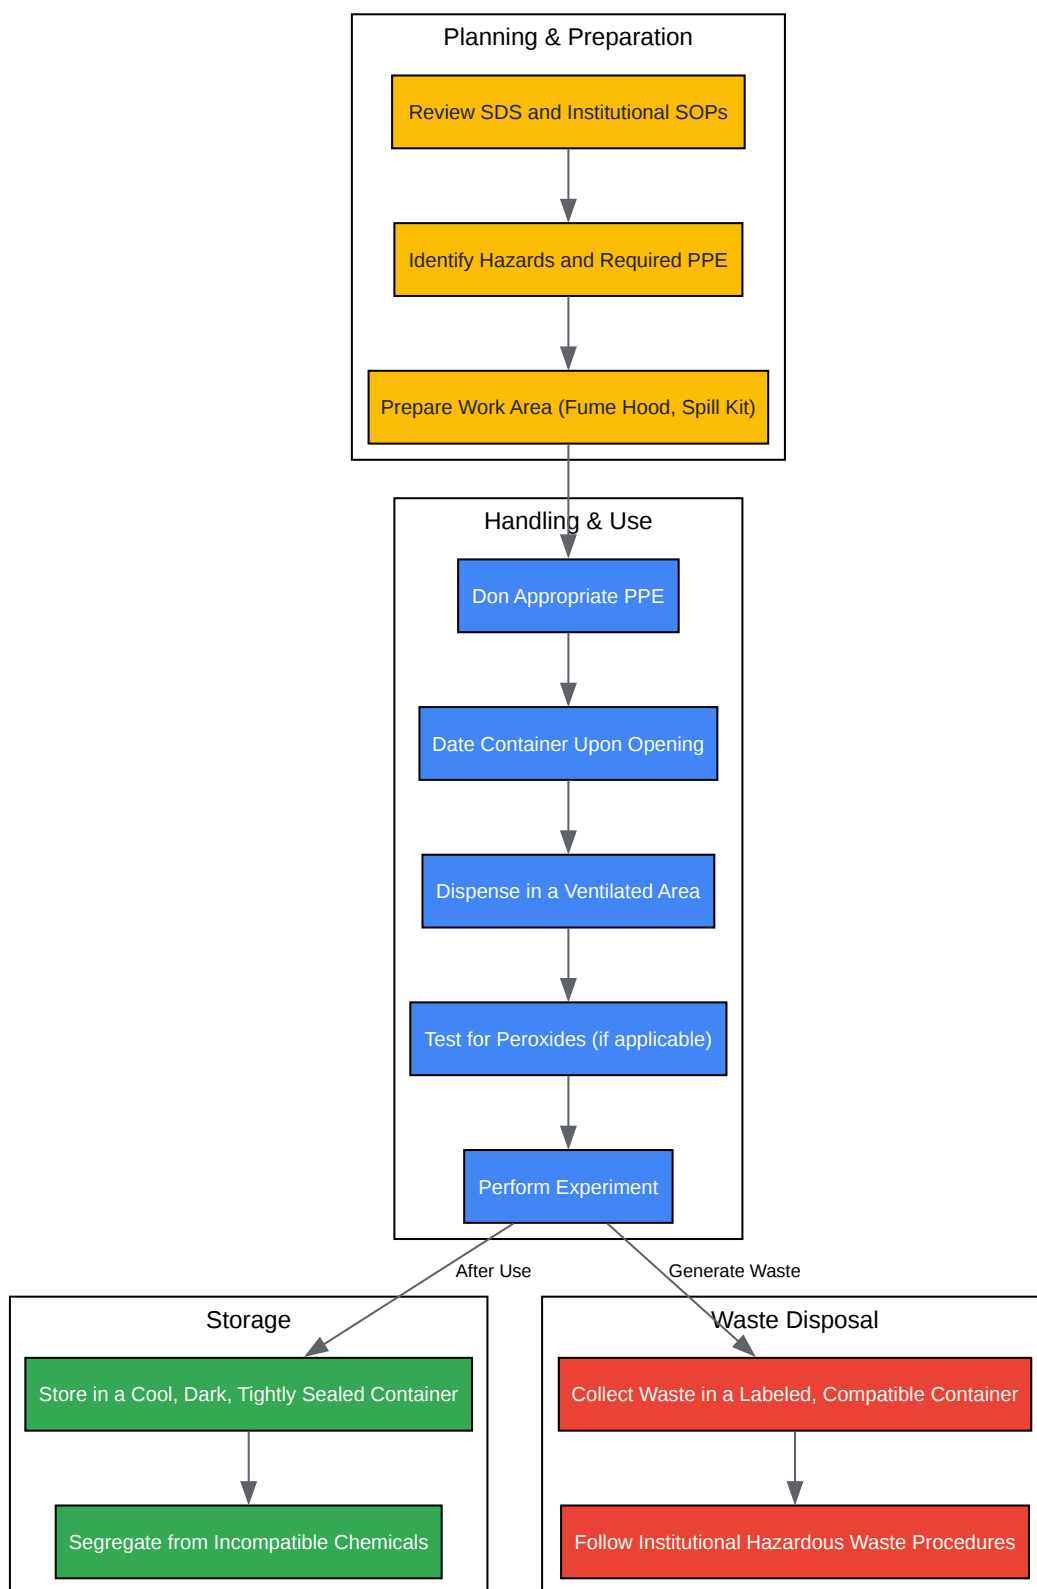 Planning & Preparation
Review SDS and Institutional SOPs
Identify Hazards and Required PPE
Prepare Work Area (Fume Hood, Spill Kit)
Handling & Use
Don Appropriate PPE
Date Container Upon Opening
Dispense in a Ventilated Area
Test for Peroxides (if applicable)
Perform Experiment
After Use
Generate Waste
Storage
Store in a Cool, Dark, Tightly Sealed Container
Segregate from Incompatible Chemicals
Waste Disposal
Collect Waste in a Labeled, Compatible Container
Follow Institutional Hazardous Waste Procedures